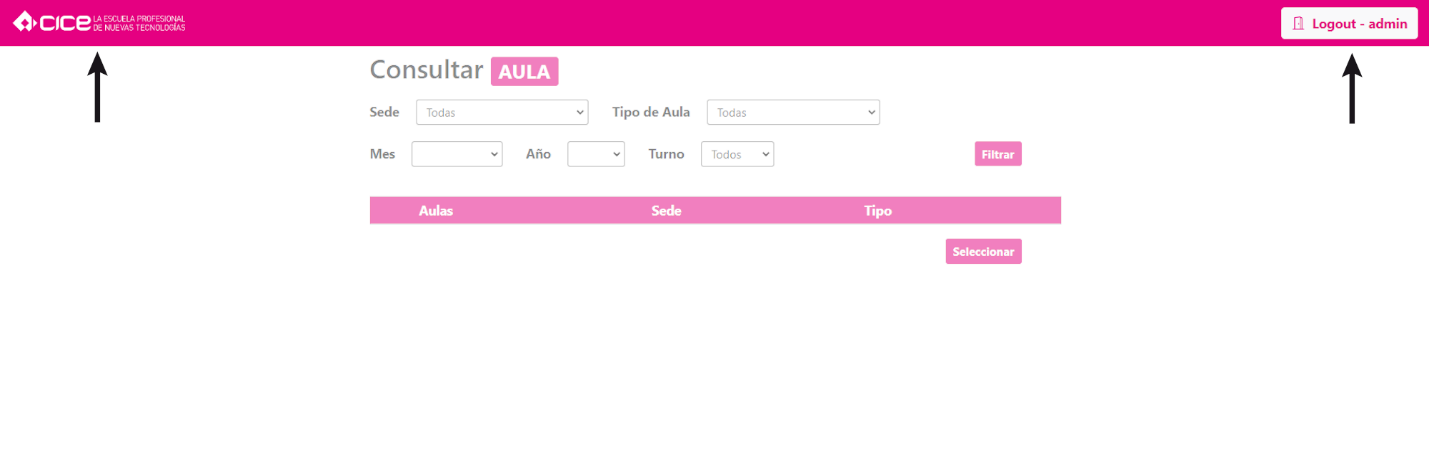 CICE LA ESCUELA PROFESIONAL
DE NUEVAS TECNOLOGÍAS
Logout - admin
Consultar AULA
Sede Todas Tipo de Aula Todas
Mes Año Turno Todos Filtrar
Aulas Sede Tipo
Seleccionar